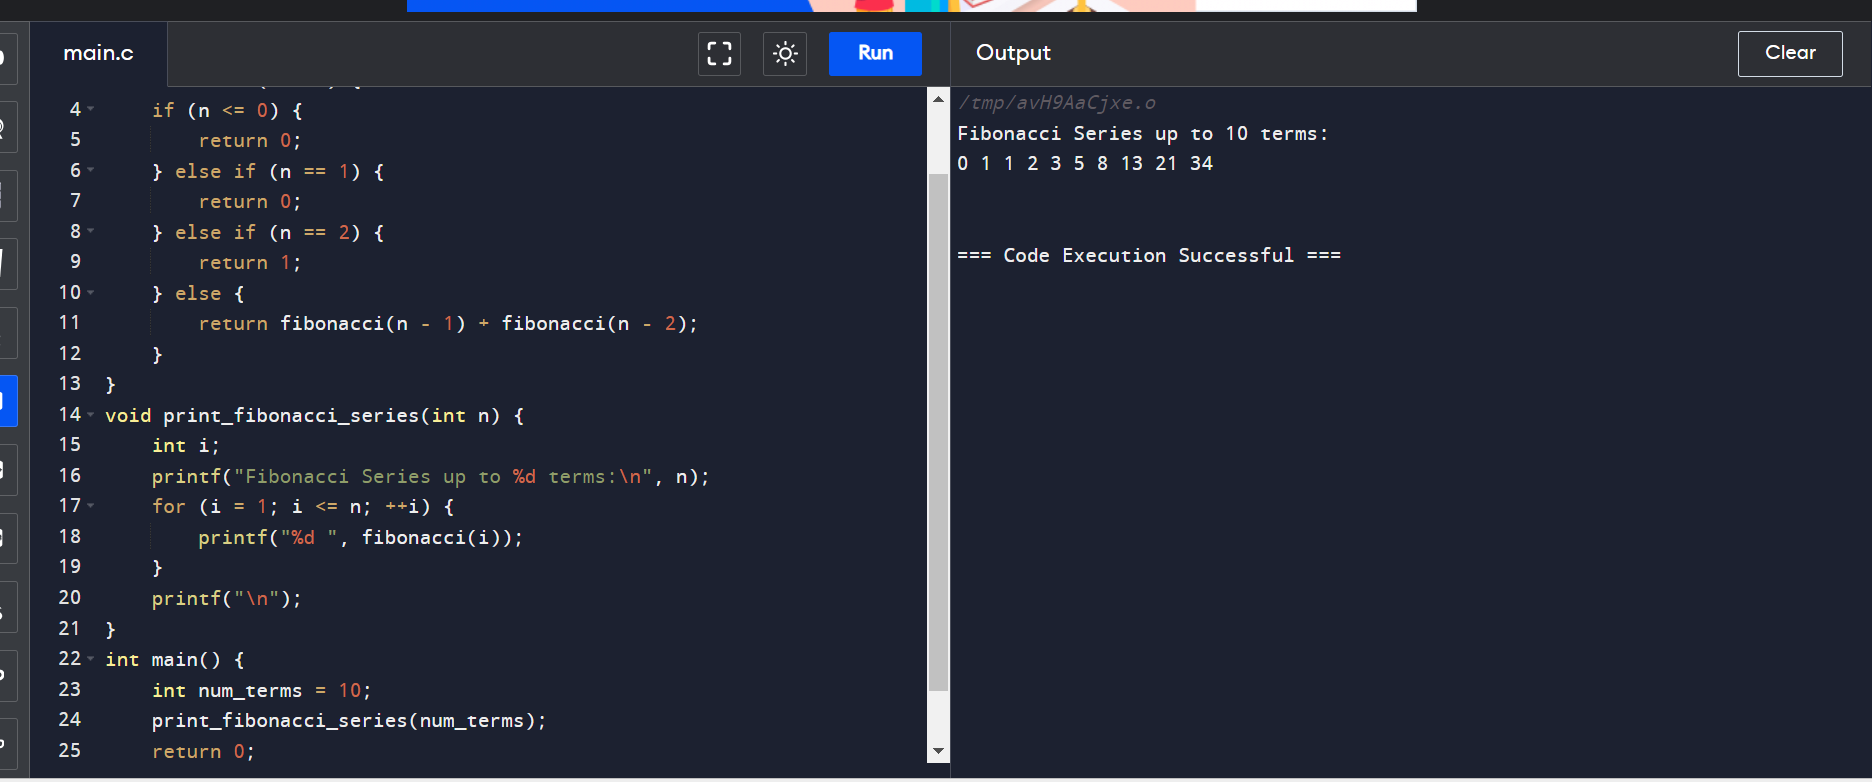 main.c
Run
4 if (n <= 0) {
5 return 0;
6 } else if (n == 1) {
7 return 0;
8 } else if (n == 2) {
9 return 1;
10 } else {
11 return fibonacci(n - 1) + fibonacci(n - 2);
12 }
13 }
14 void print_fibonacci_series(int n) {
15 int i;
16 printf("Fibonacci Series up to %d terms:\n", n);
17 for (i = 1; i <= n; ++i) {
18 printf("%d ", fibonacci(i));
19 }
20 printf("\n");
21 }
22 int main() {
23 int num_terms = 10;
24 print_fibonacci_series(num_terms);
25 return 0;
Output
Clear
/tmp/avH9AaCjxe.o
Fibonacci Series up to 10 terms:
0 1 1 2 3 5 8 13 21 34
=== Code Execution Successful ===